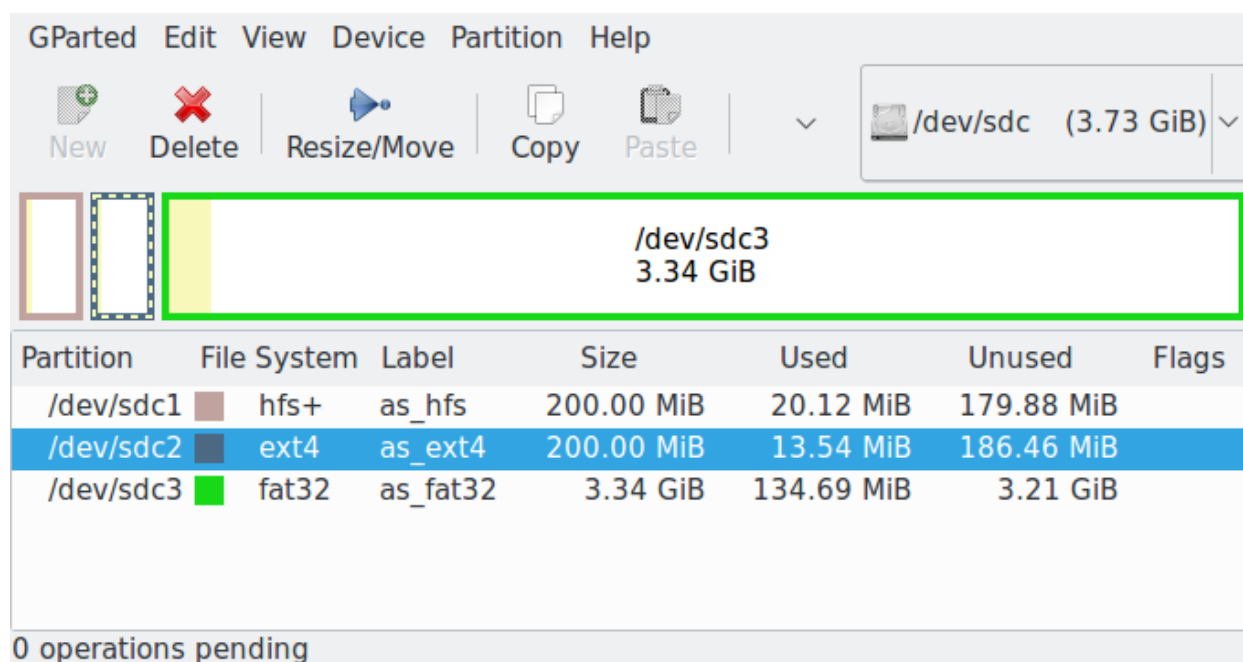 GParted Edit View Device Partition Help
New Delete Resize/Move Copy Paste /dev/sdc (3.73 GiB)
/dev/sdc3
3.34 GiB
Partition File System Label Size Used Unused Flags
/dev/sdc1 hfs+ as_hfs 200.00 MiB 20.12 MiB 179.88 MiB
/dev/sdc2 ext4 as_ext4 200.00 MiB 13.54 MiB 186.46 MiB
/dev/sdc3 fat32 as_fat32 3.34 GiB 134.69 MiB 3.21 GiB
0 operations pending